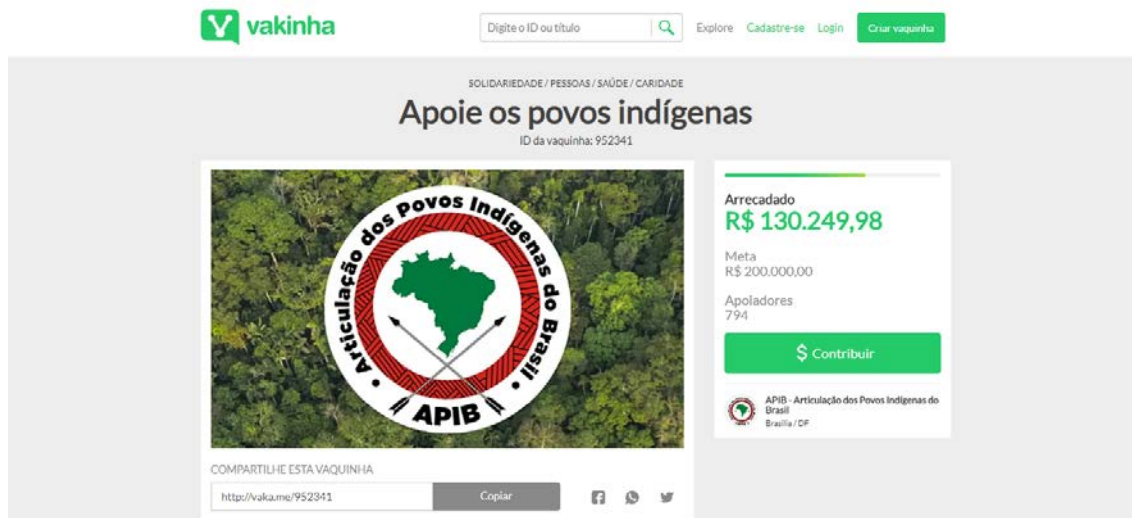 vakinha
Digite o ID ou título
Explore Cadastre-se Login Criar vaquinha
SOLIDARIEDADE / PESSOAS / SAÚDE / CARIDADE
Apoie os povos indígenas
ID da vaquinha: 952341
• Articulação dos Povos Indígenas do Brasil •
APIB
Arrecadado
R$ 130.249,98
Meta
R$ 200.000,00
Apoiadores
794
$ Contribuir
APIB - Articulação dos Povos Indígenas do
Brasil
Brasília / DF
COMPARTILHE ESTA VAQUINHA
http://vaka.me/952341
Copiar